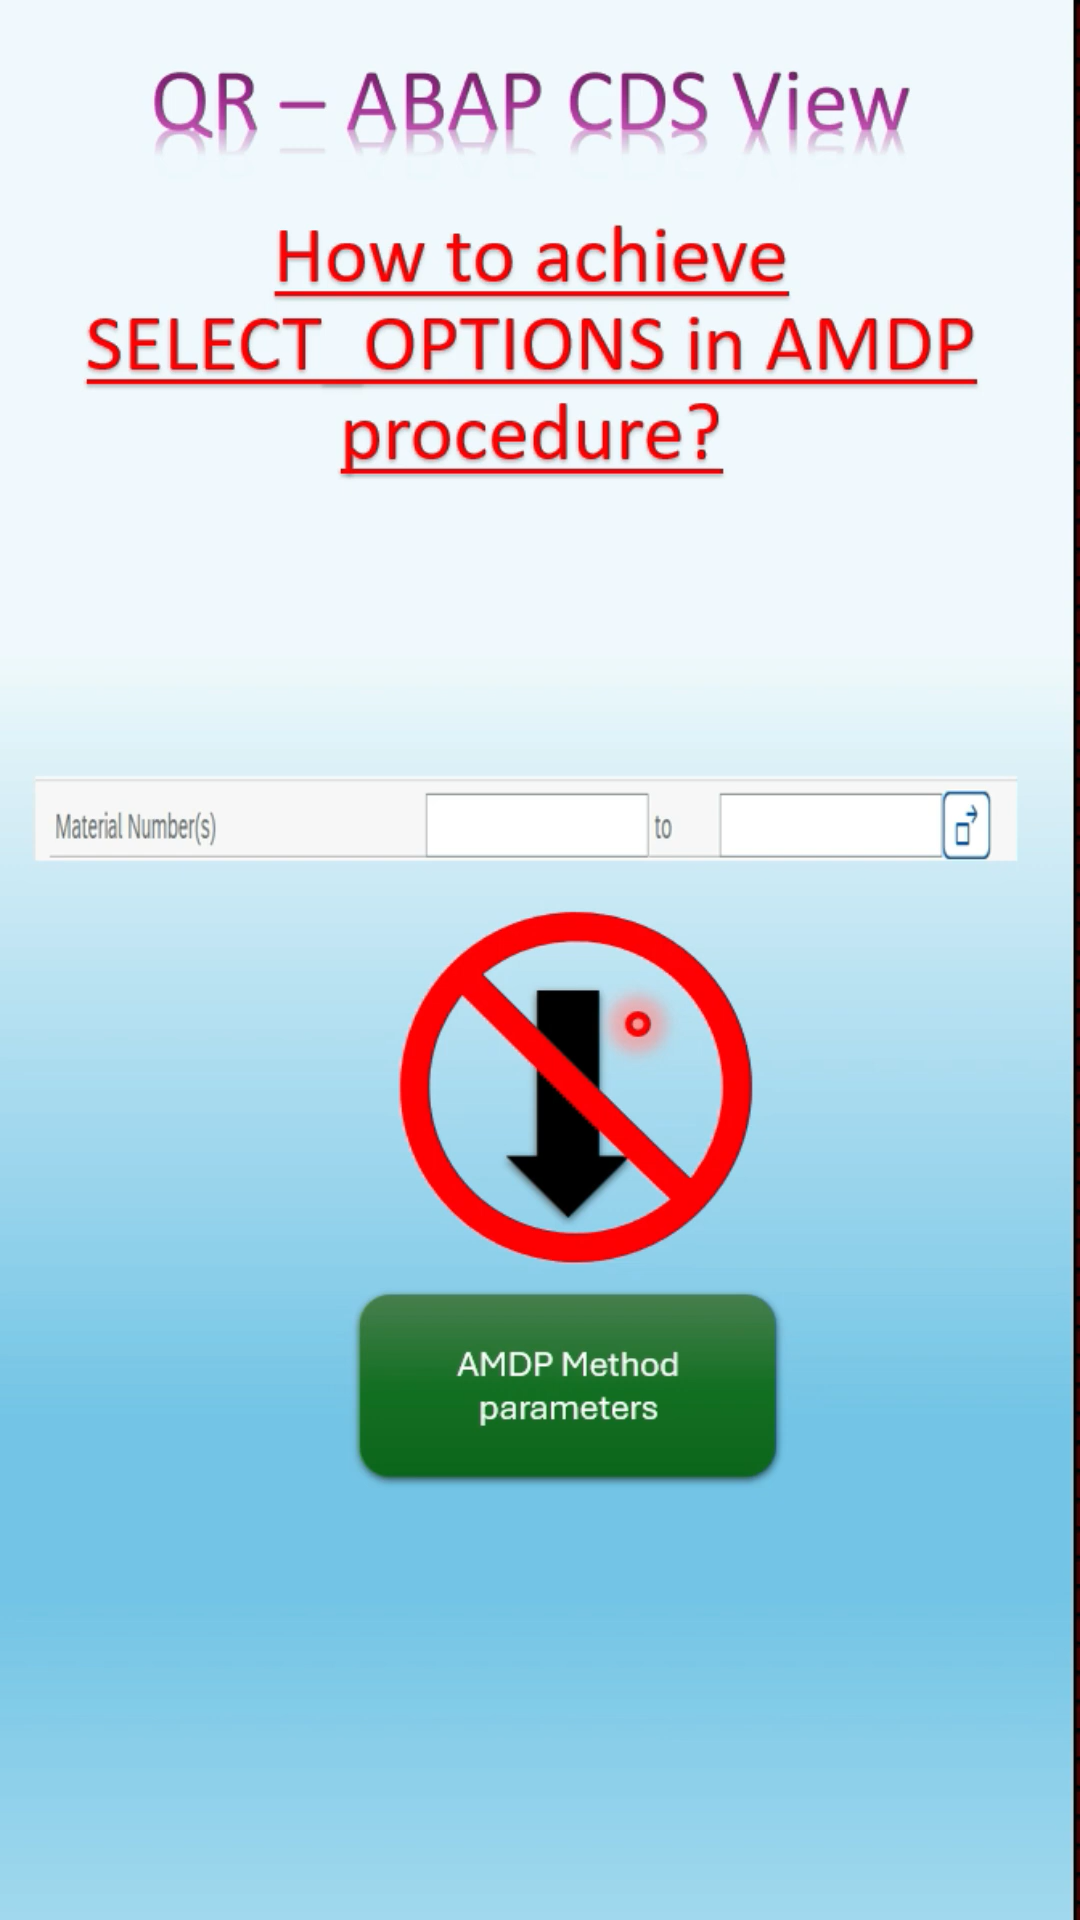 QR – ABAP CDS View
How to achieve
SELECT_OPTIONS in AMDP
procedure?
Material Number(s) to
AMDP Method
parameters